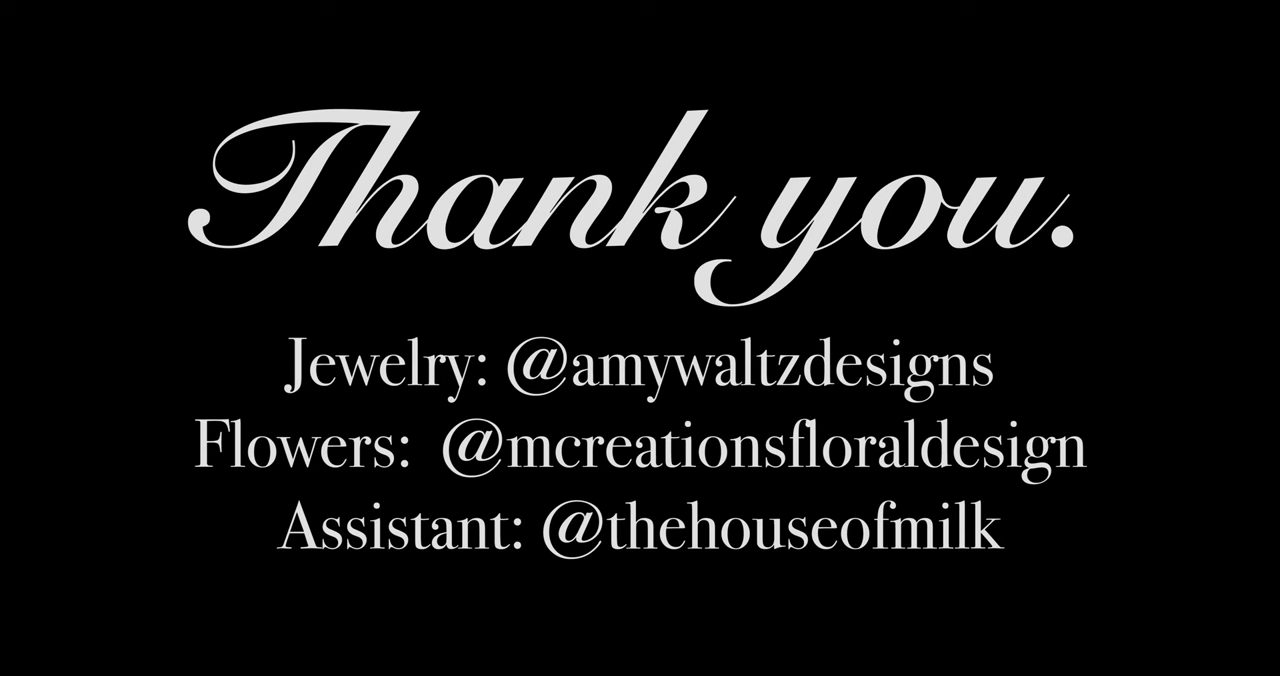 Thank you.
Jewelry: @amywaltzdesigns
Flowers: @mcreationsfloraldesign
Assistant: @thehouseofmilk